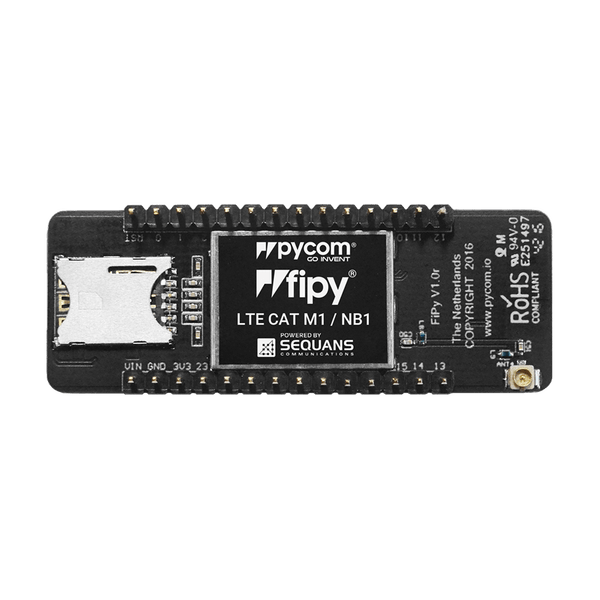 pycom®
GO INVENT
fipy®
LTE CAT M1 / NB1
POWERED BY
SEQUANS
COMMUNICATIONS
VIN GND 3V3 23
15 14 13
FiPy V1.0r
The Netherlands
COPYRIGHT 2016
www.pycom.io
RoHS
COMPLIANT
M
94V-0
E251497